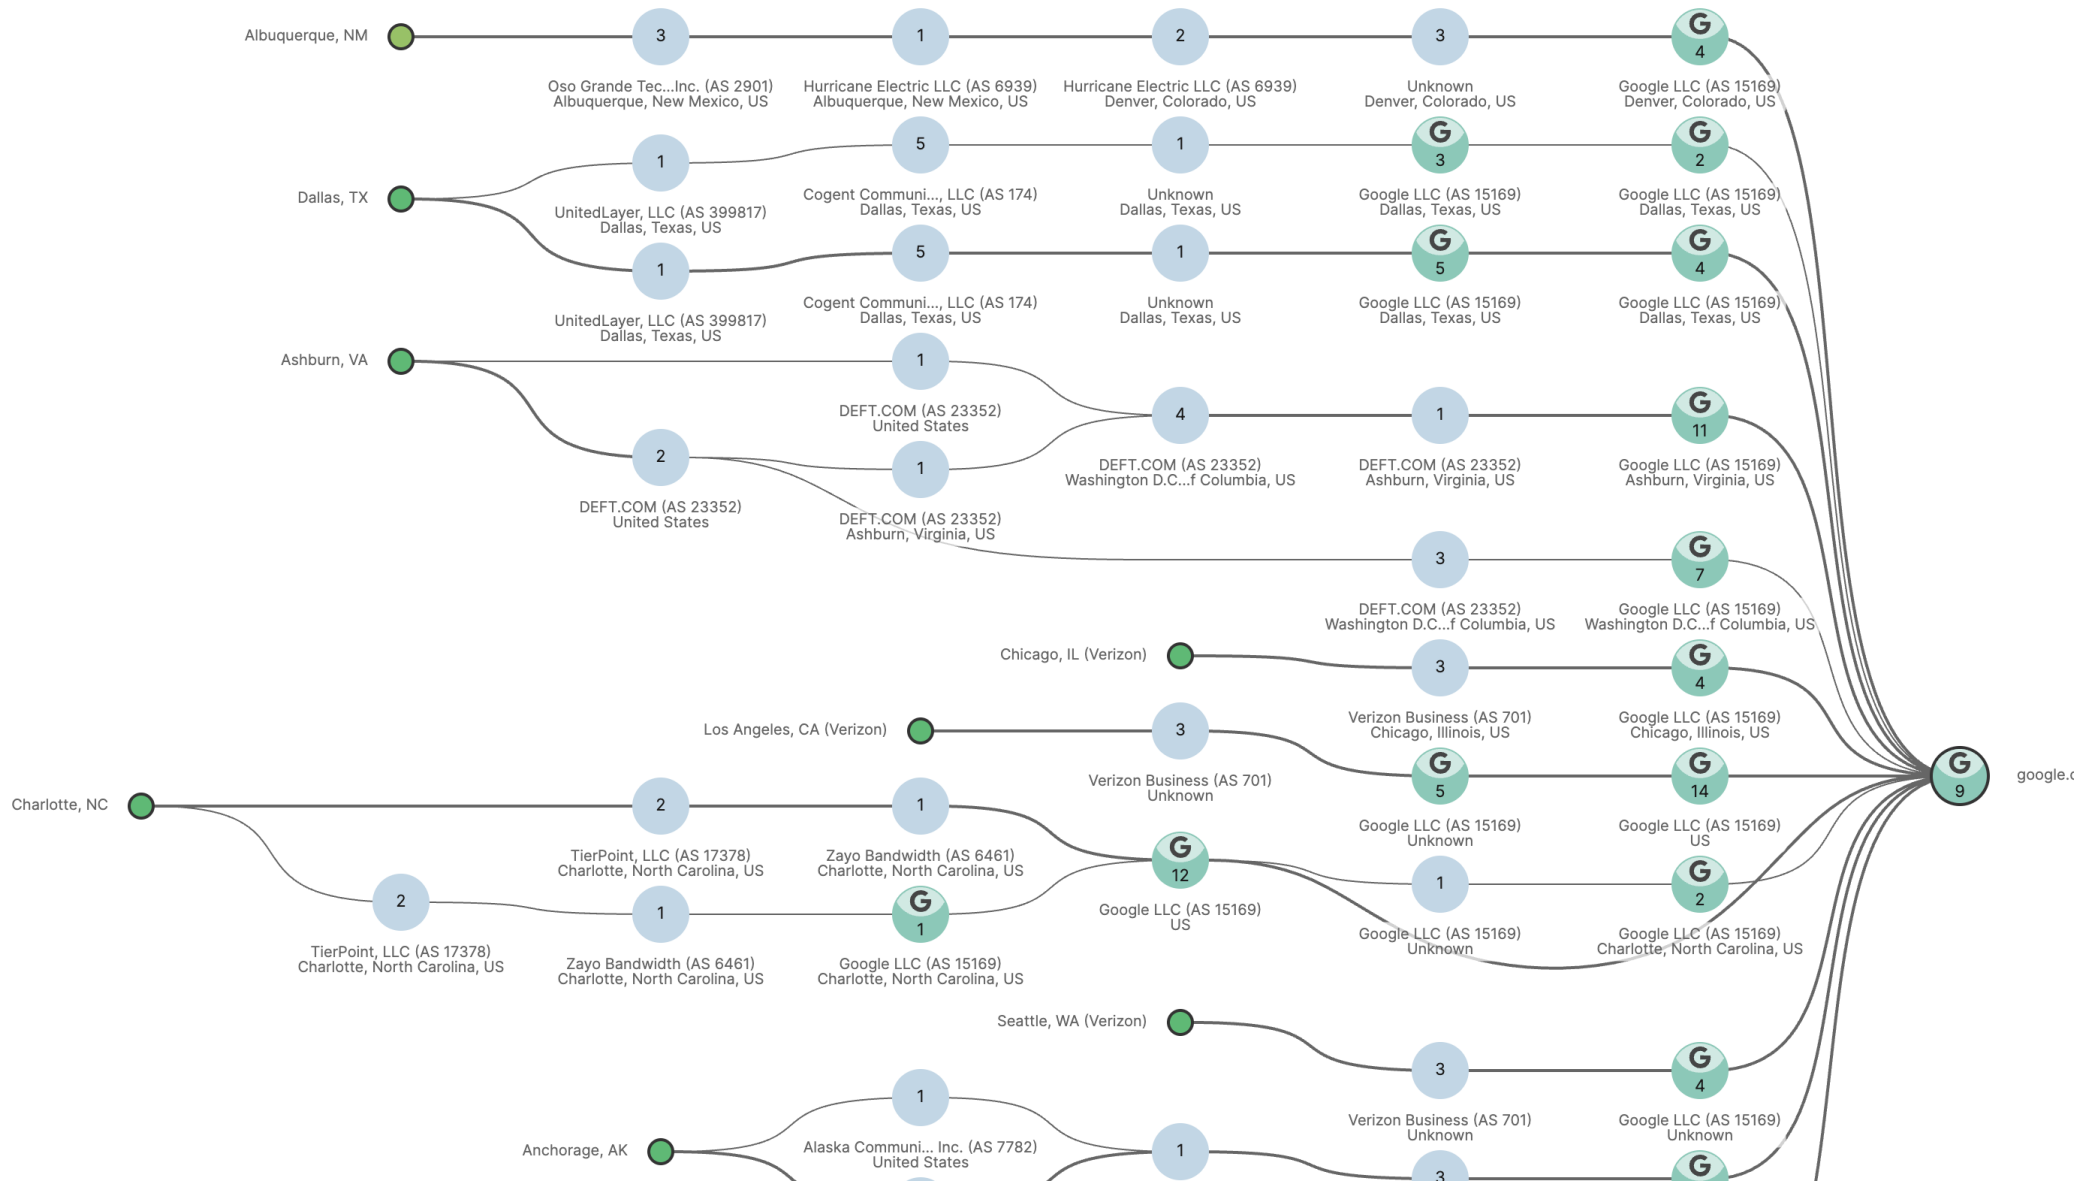 Albuquerque, NM
3
1
2
3
G
4
Oso Grande Tec...Inc. (AS 2901)
Albuquerque, New Mexico, US
Hurricane Electric LLC (AS 6939)
Albuquerque, New Mexico, US
Hurricane Electric LLC (AS 6939)
Denver, Colorado, US
Unknown
Denver, Colorado, US
Google LLC (AS 15169)
Denver, Colorado, US
Dallas, TX
1
5
1
G
3
G
2
UnitedLayer, LLC (AS 399817)
Dallas, Texas, US
Cogent Communi..., LLC (AS 174)
Dallas, Texas, US
Unknown
Dallas, Texas, US
Google LLC (AS 15169)
Dallas, Texas, US
Google LLC (AS 15169)
Dallas, Texas, US
1
5
1
G
5
G
4
UnitedLayer, LLC (AS 399817)
Dallas, Texas, US
Cogent Communi..., LLC (AS 174)
Dallas, Texas, US
Unknown
Dallas, Texas, US
Google LLC (AS 15169)
Dallas, Texas, US
Google LLC (AS 15169)
Dallas, Texas, US
Ashburn, VA
1
DEFT.COM (AS 23352)
United States
4
1
G
11
DEFT.COM (AS 23352)
Washington D.C...f Columbia, US
DEFT.COM (AS 23352)
Ashburn, Virginia, US
Google LLC (AS 15169)
Ashburn, Virginia, US
2
1
DEFT.COM (AS 23352)
United States
DEFT.COM (AS 23352)
Ashburn, Virginia, US
3
G
7
DEFT.COM (AS 23352)
Washington D.C...f Columbia, US
Google LLC (AS 15169)
Washington D.C...f Columbia, US
Chicago, IL (Verizon)
3
G
4
Verizon Business (AS 701)
Chicago, Illinois, US
Google LLC (AS 15169)
Chicago, Illinois, US
Los Angeles, CA (Verizon)
3
G
5
G
14
G
9
google.c
Verizon Business (AS 701)
Unknown
Google LLC (AS 15169)
Unknown
Google LLC (AS 15169)
US
Charlotte, NC
2
1
TierPoint, LLC (AS 17378)
Charlotte, North Carolina, US
Zayo Bandwidth (AS 6461)
Charlotte, North Carolina, US
G
12
Google LLC (AS 15169)
US
1
G
2
Google LLC (AS 15169)
Unknown
Google LLC (AS 15169)
Charlotte, North Carolina, US
2
1
G
1
TierPoint, LLC (AS 17378)
Charlotte, North Carolina, US
Zayo Bandwidth (AS 6461)
Charlotte, North Carolina, US
Google LLC (AS 15169)
Charlotte, North Carolina, US
Seattle, WA (Verizon)
3
G
4
Verizon Business (AS 701)
Unknown
Google LLC (AS 15169)
Unknown
Anchorage, AK
1
Alaska Communi... Inc. (AS 7782)
United States
1
3
G